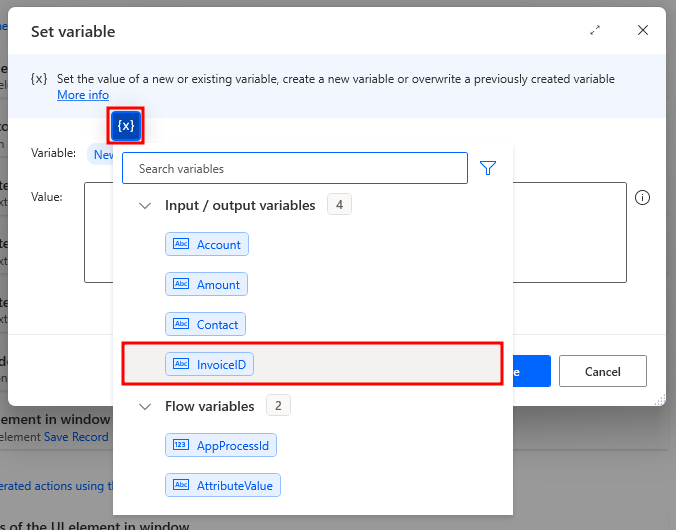 Set variable
{x} Set the value of a new or existing variable, create a new variable or overwrite a previously created variable
More info
{x}
Variable: New
Value:
Search variables
Input / output variables 4
Abc Account
Abc Amount
Abc Contact
Abc InvoiceID
Cancel
Flow variables 2
element in window
element Save Record
123 AppProcessId
Abc AttributeValue
erated actions using th
s of the UI element in window